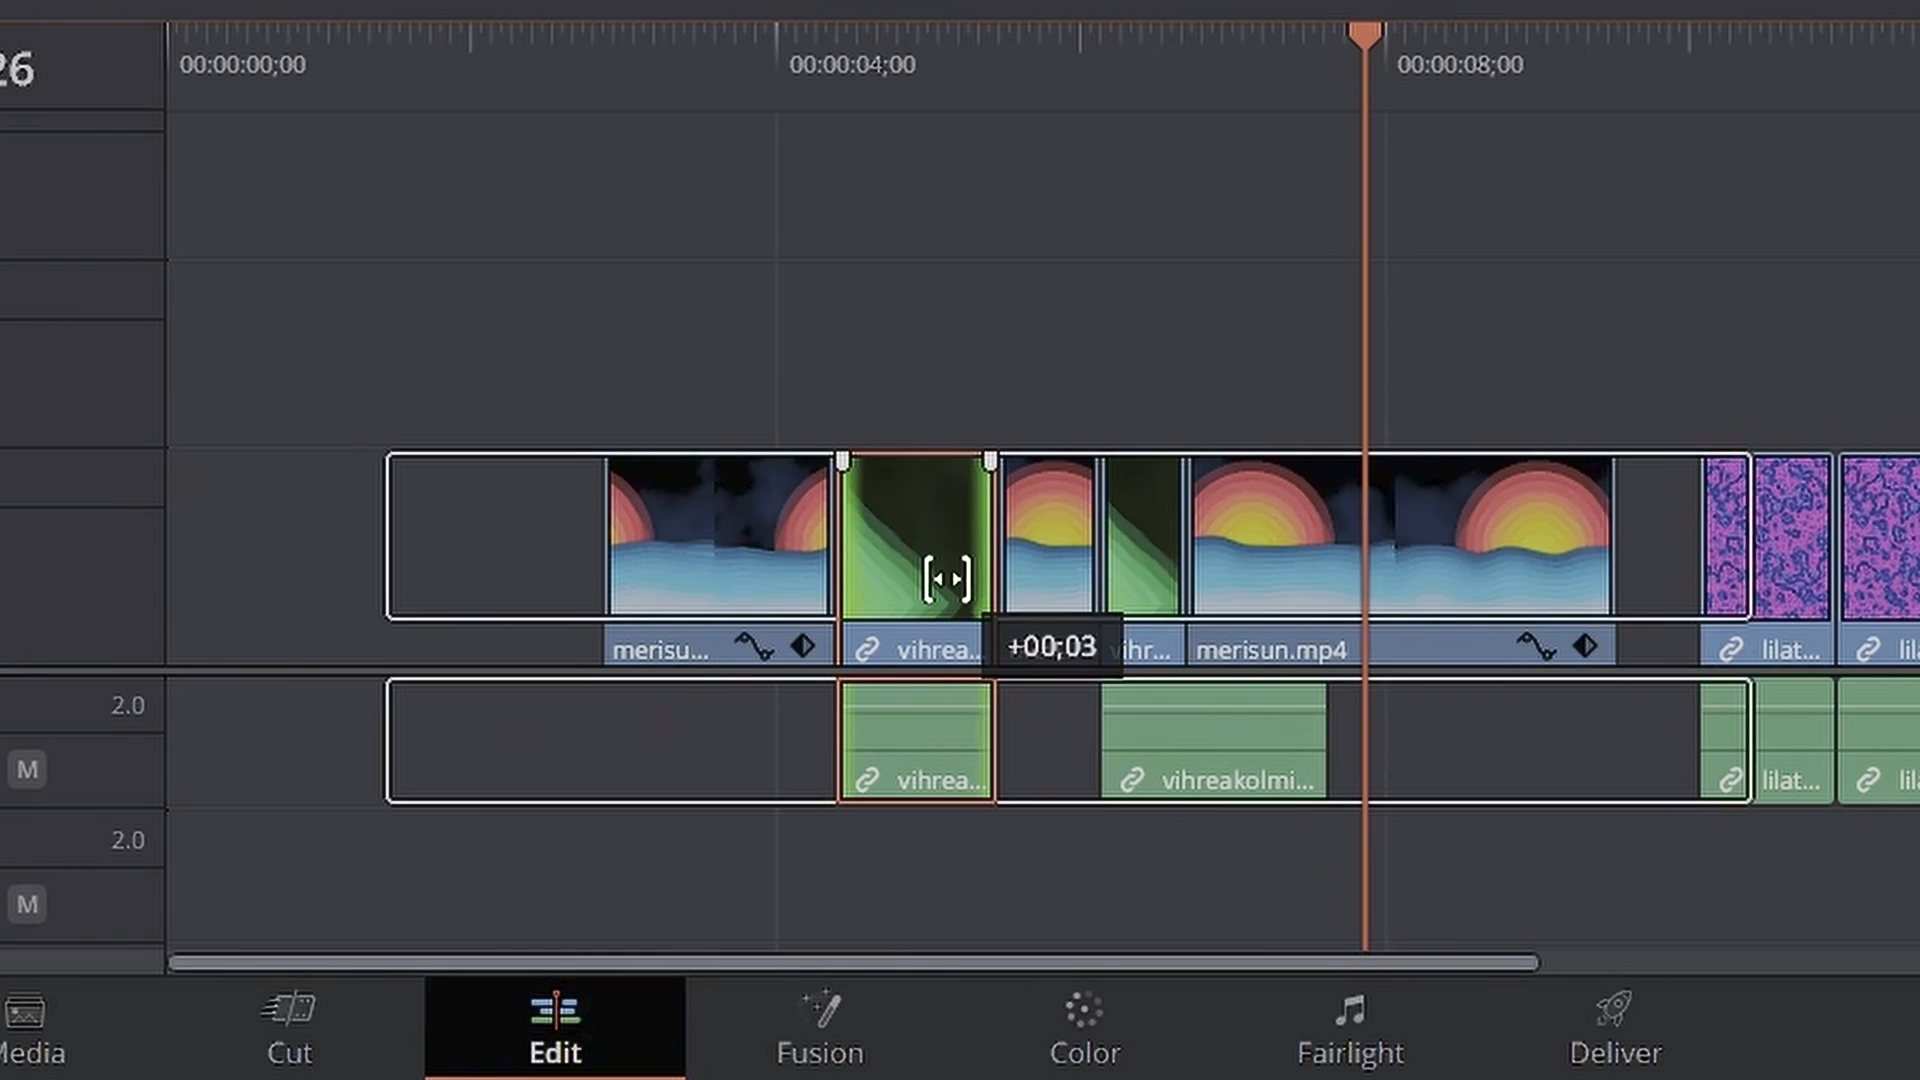 26
00:00:00;00
00:00:04;00
00:00:08;00
merisu...
vihrea...
+00;03
vihr...
merisun.mp4
lilat...
2.0
M
vihrea...
vihreakolmi...
lilat...
2.0
M
Media
Cut
Edit
Fusion
Color
Fairlight
Deliver